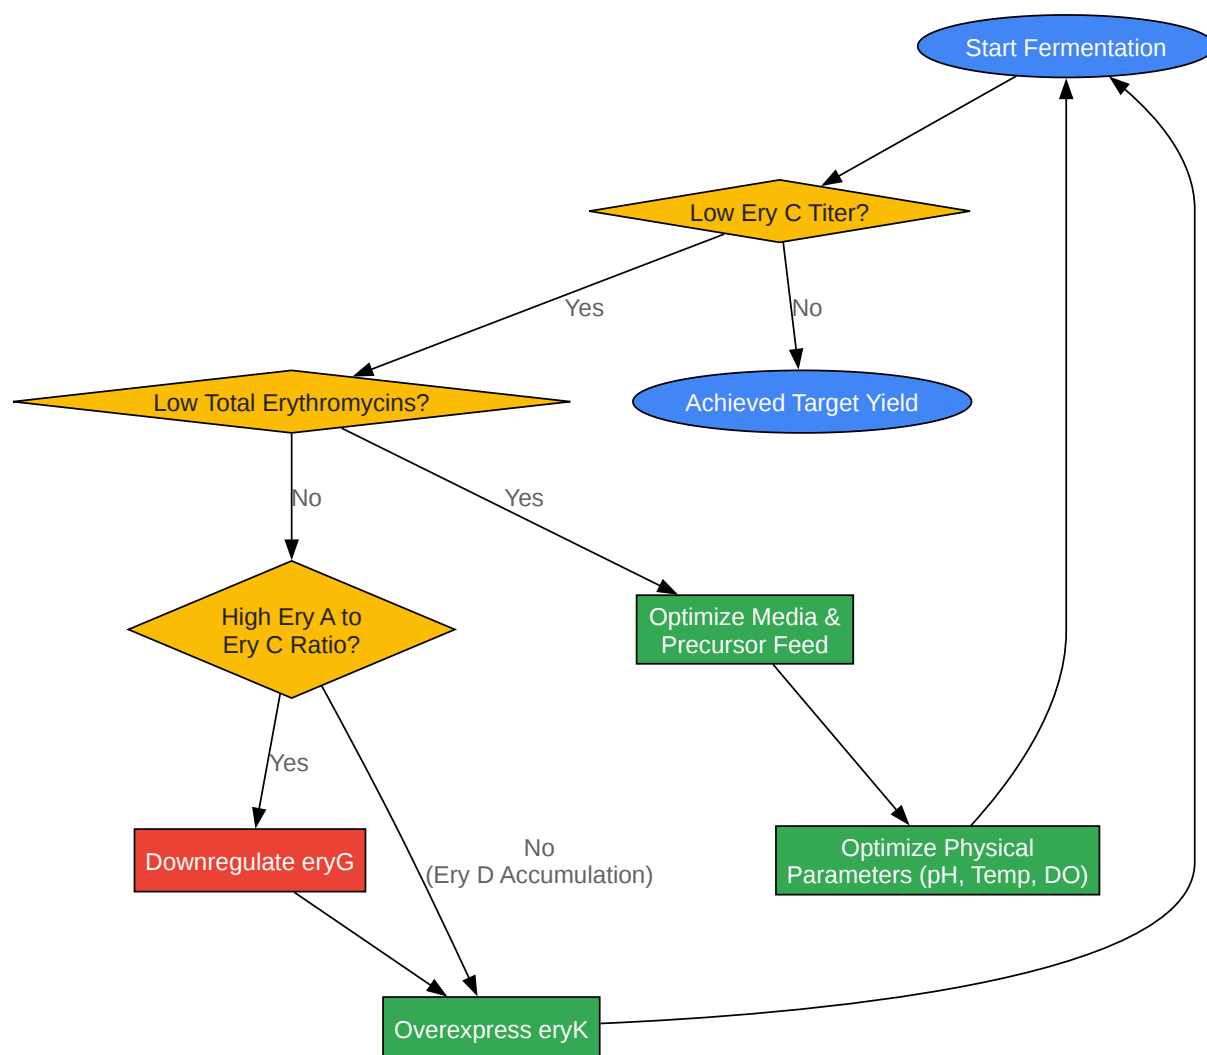 Start Fermentation
Low Ery C Titer?
Yes
No
Low Total Erythromycins?
Achieved Target Yield
No
Yes
High Ery A to
Ery C Ratio?
Optimize Media &
Precursor Feed
Yes
Downregulate eryG
No
(Ery D Accumulation)
Optimize Physical
Parameters (pH, Temp, DO)
Overexpress eryK